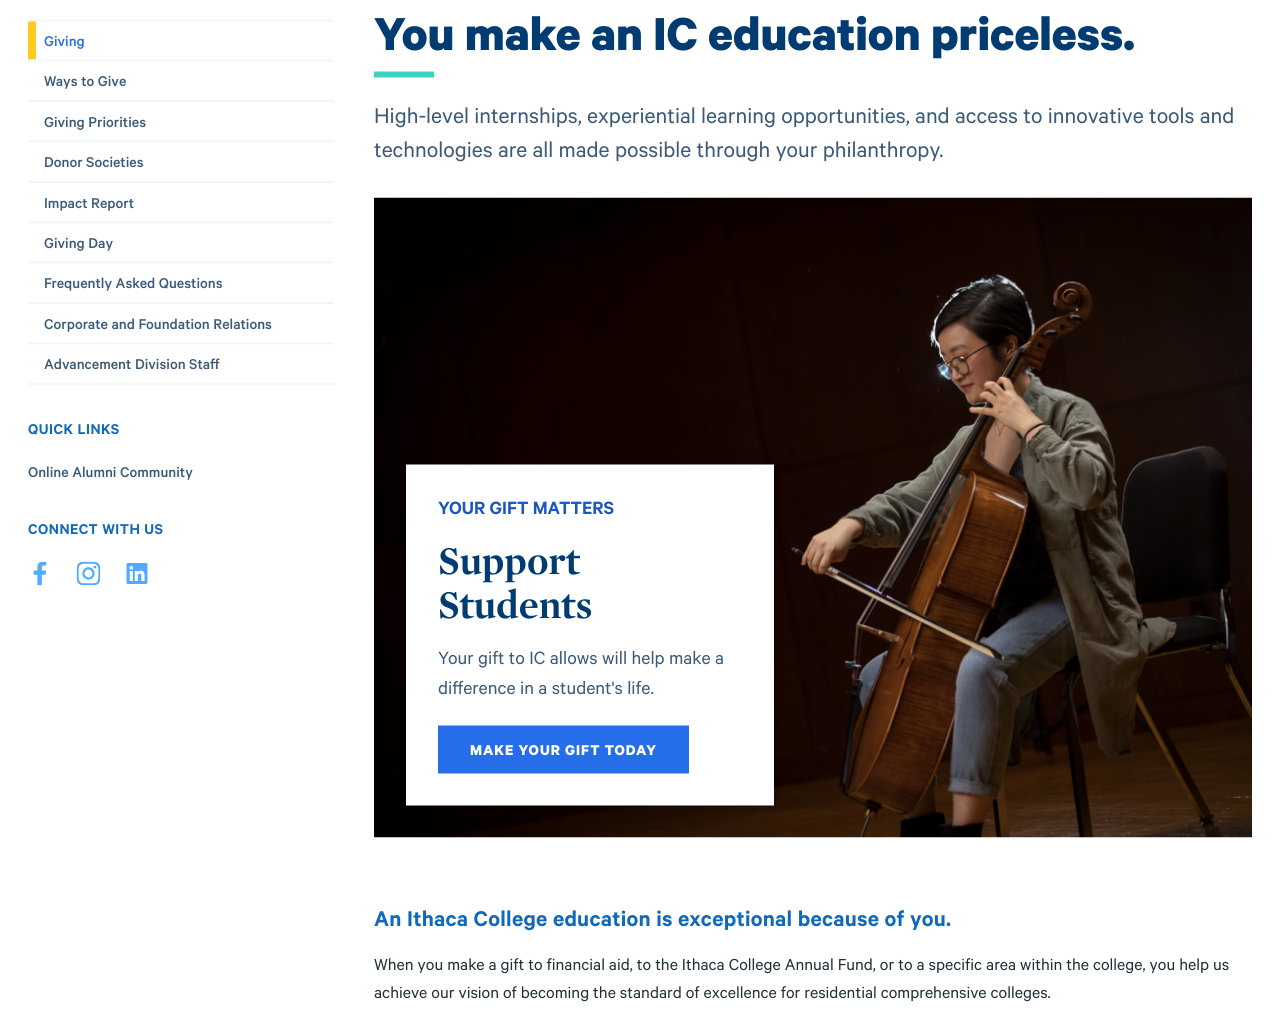 Giving
Ways to Give
Giving Priorities
Donor Societies
Impact Report
Giving Day
Frequently Asked Questions
Corporate and Foundation Relations
Advancement Division Staff
QUICK LINKS
Online Alumni Community
CONNECT WITH US
You make an IC education priceless.
High-level internships, experiential learning opportunities, and access to innovative tools and
technologies are all made possible through your philanthropy.
YOUR GIFT MATTERS
Support
Students
Your gift to IC allows will help make a
difference in a student's life.
MAKE YOUR GIFT TODAY
An Ithaca College education is exceptional because of you.
When you make a gift to financial aid, to the Ithaca College Annual Fund, or to a specific area within the college, you help us
achieve our vision of becoming the standard of excellence for residential comprehensive colleges.